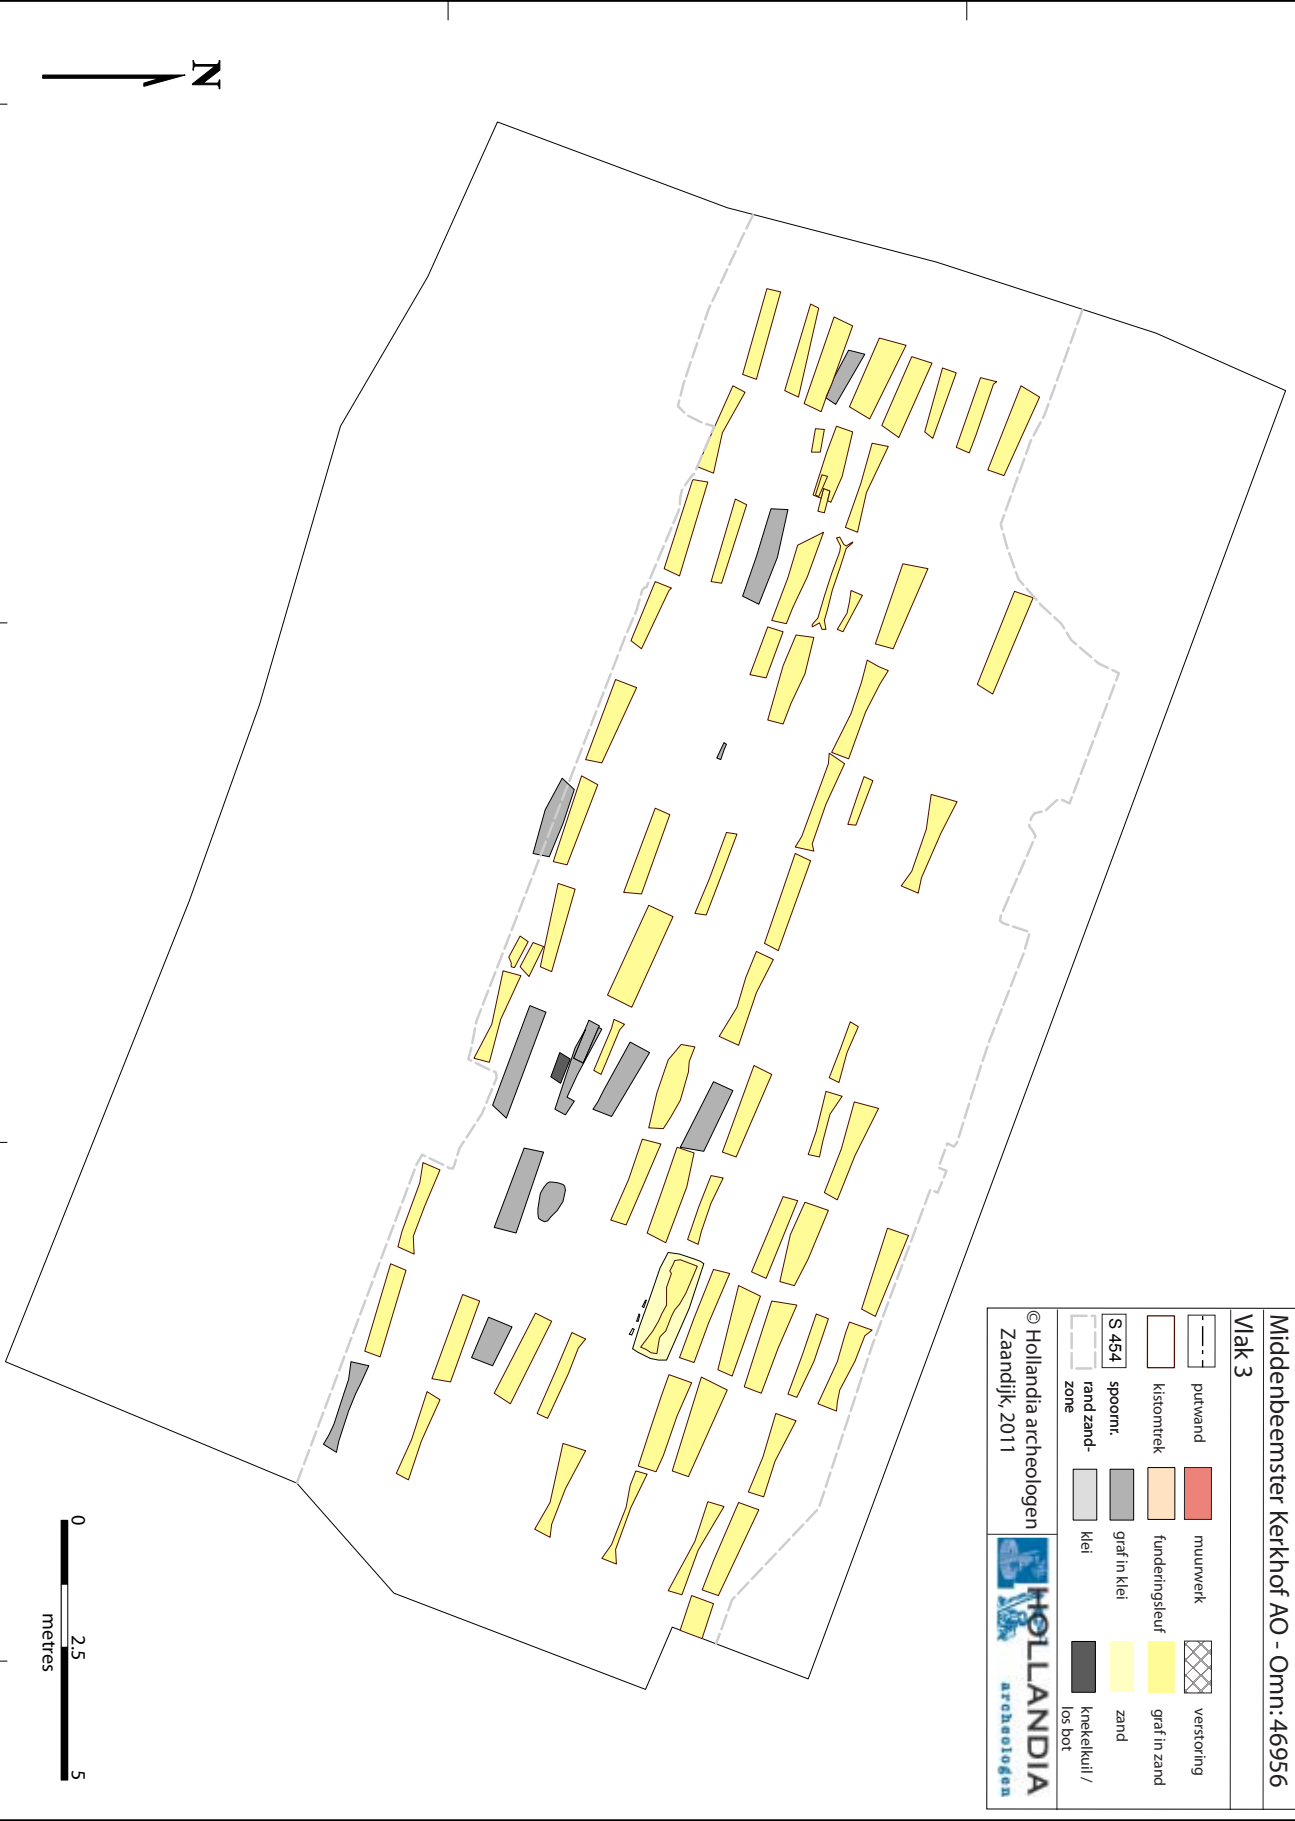 N
Middenbeemster Kerkhof AO - Omn:46956
Vlak 3
putwand
muurwerk
verstoring
kistomtrek
funderingsleuf
graf in zand
S 454
spoornr.
graf in klei
zand
rand zand-
zone
klei
knekelkuil /
los bot
© Hollandia archeologen
Zaandijk, 2011
HOLLANDIA
archeologen
0
2.5
5
metres